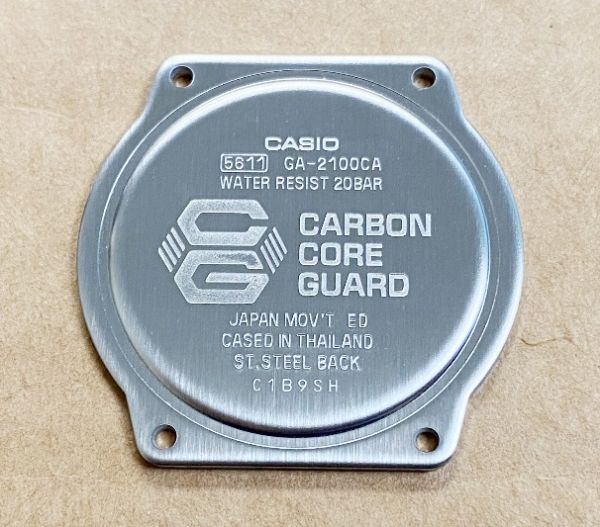 CASIO
5611 GA-2100CA
WATER RESIST 20BAR
CG CARBON
CORE
GUARD
JAPAN MOV'T ED
CASED IN THAILAND
ST.STEEL BACK
C1B9SH